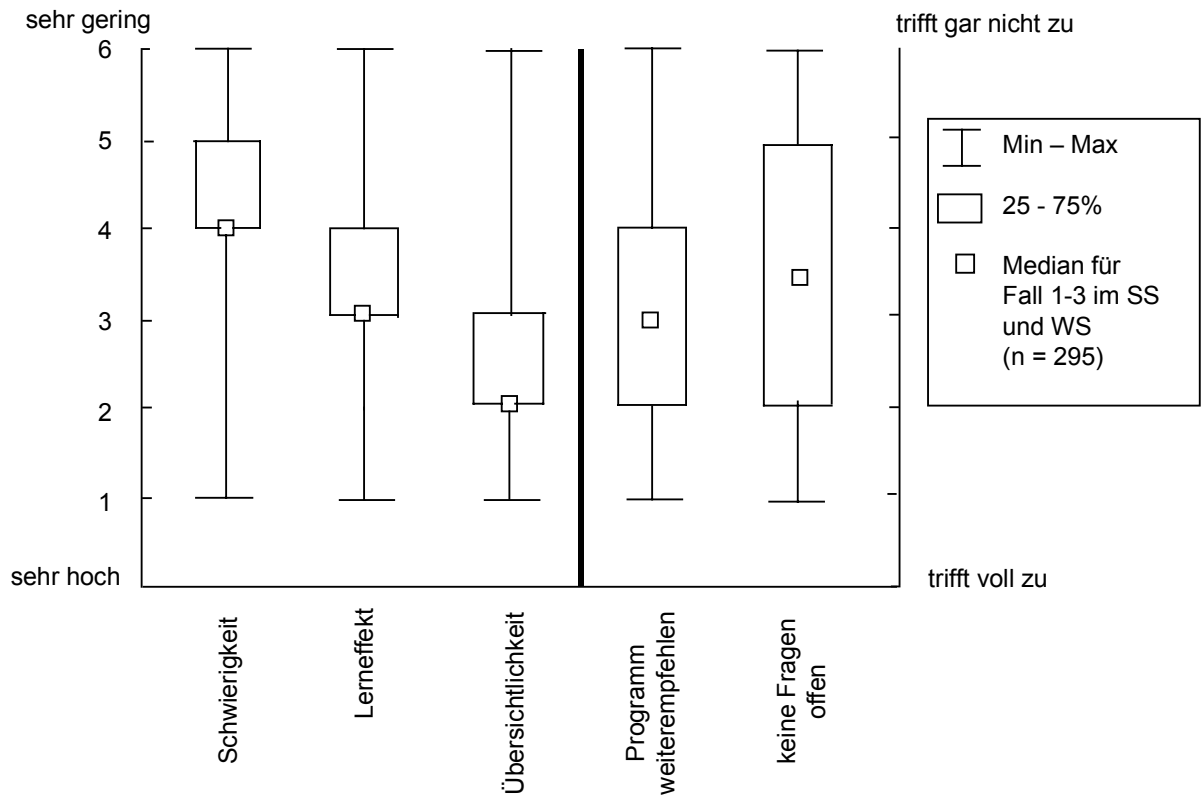 sehr gering
trifft gar nicht zu
6
5
4
3
2
1
sehr hoch
trifft voll zu
Min – Max
25 - 75%
Median für
Fall 1-3 im SS
und WS
(n = 295)
Schwierigkeit
Lerneffekt
Übersichtlichkeit
Programm
weiterempfehlen
keine Fragen
offen